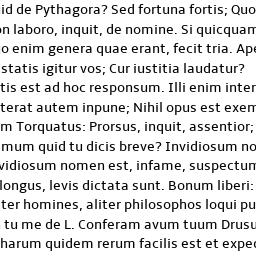 id de Pythagora? Sed fortuna fortis; Quo
on laboro, inquit, de nomine. Si quicquam
o enim genera quae erant, fecit tria. Ape
statis igitur vos; Cur iustitia laudatur?
tis est ad hoc responsum. Illi enim inter
terat autem inpune; Nihil opus est exem
m Torquatus: Prorsus, inquit, assentior;
mum quid tu dicis breve? Invidiosum no
vidiosum nomen est, infame, suspectum
longus, levis dictata sunt. Bonum liberi:
ter homines, aliter philosophos loqui pu
tu me de L. Conferam avum tuum Drusu
harum quidem rerum facilis est et expec